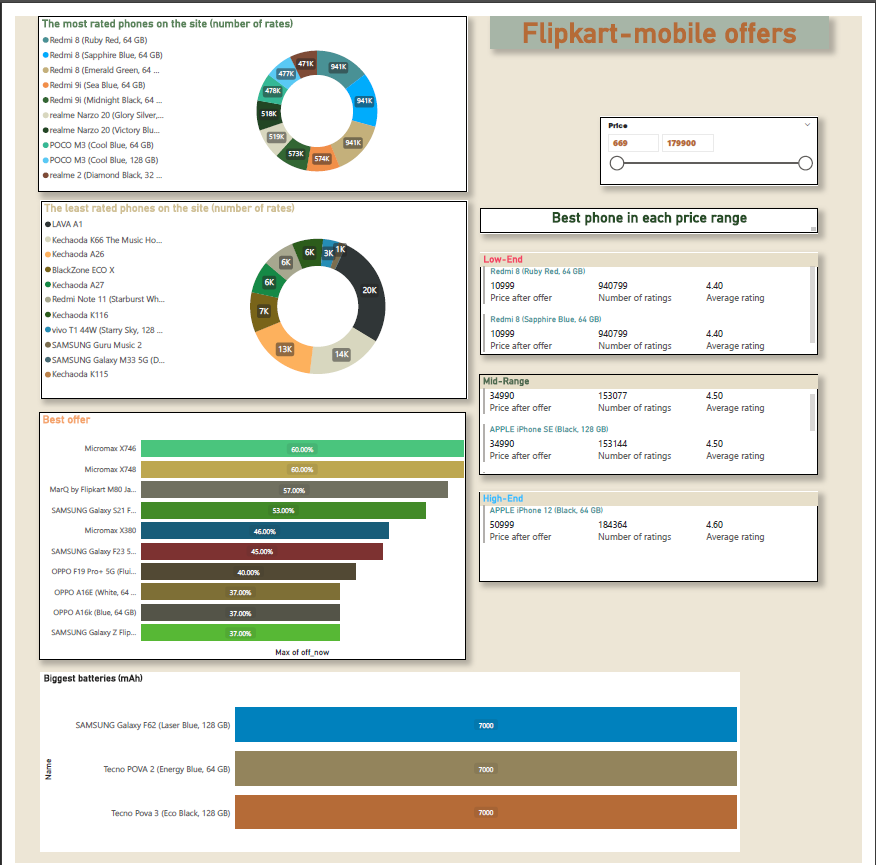 The most rated phones on the site (number of rates)
Redmi 8 (Ruby Red, 64 GB)
Redmi 8 (Sapphire Blue, 64 GB)
Redmi 8 (Emerald Green, 64 ...
Redmi 9i (Sea Blue, 64 GB)
Redmi 9i (Midnight Black, 64 ...
realme Narzo 20 (Glory Silver,...
realme Narzo 20 (Victory Blu...
POCO M3 (Cool Blue, 64 GB)
POCO M3 (Cool Blue, 128 GB)
realme 2 (Diamond Black, 32 ...
941K
941K
941K
574K
573K
519K
518K
478K
477K
471K
Flipkart-mobile offers
Price
669 179900
The least rated phones on the site (number of rates)
LAVA A1
Kechaoda K66 The Music Ho...
Kechaoda A26
BlackZone ECO X
Kechaoda A27
Redmi Note 11 (Starburst Wh...
Kechaoda K116
vivo T1 44W (Starry Sky, 128 ...
SAMSUNG Guru Music 2
SAMSUNG Galaxy M33 5G (D...
Kechaoda K115
20K
14K
13K
7K
6K
6K
6K
3K
1K
Best phone in each price range
Low-End
Redmi 8 (Ruby Red, 64 GB)
10999 940799 4.40
Price after offer Number of ratings Average rating
Redmi 8 (Sapphire Blue, 64 GB)
10999 940799 4.40
Price after offer Number of ratings Average rating
Mid-Range
34990 153077 4.50
Price after offer Number of ratings Average rating
APPLE iPhone SE (Black, 128 GB)
34990 153144 4.50
Price after offer Number of ratings Average rating
High-End
APPLE iPhone 12 (Black, 64 GB)
50999 184364 4.60
Price after offer Number of ratings Average rating
Best offer
Micromax X746 60.00%
Micromax X748 60.00%
MarQ by Flipkart M80 Ja... 57.00%
SAMSUNG Galaxy S21 F... 53.00%
Micromax X380 46.00%
SAMSUNG Galaxy F23 5... 45.00%
OPPO F19 Pro+ 5G (Flui... 40.00%
OPPO A16E (White, 64 ... 37.00%
OPPO A16k (Blue, 64 GB) 37.00%
SAMSUNG Galaxy Z Flip... 37.00%
Max of off_now
Biggest batteries (mAh)
Name
SAMSUNG Galaxy F62 (Laser Blue, 128 GB) 7000
Tecno POVA 2 (Energy Blue, 64 GB) 7000
Tecno Pova 3 (Eco Black, 128 GB) 7000